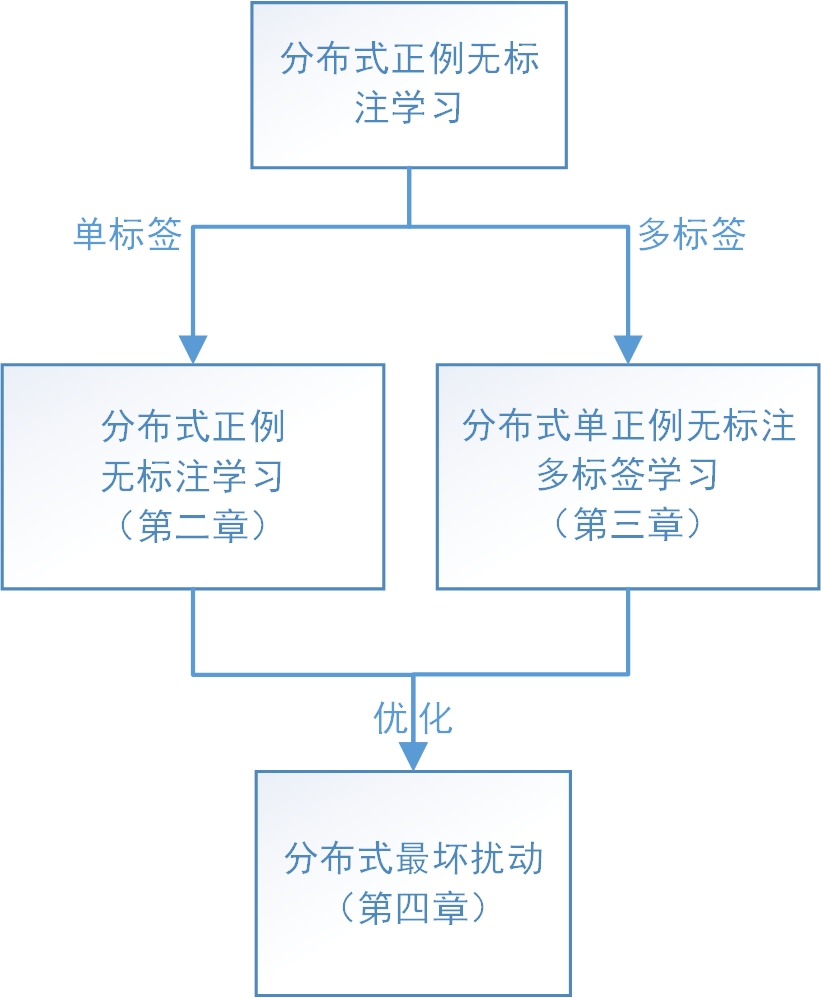 分布式正例无标
注学习
单标签
多标签
分布式正例
无标注学习
（第二章）
分布式单正例无标注
多标签学习
（第三章）
优化
分布式最坏扰动
（第四章）